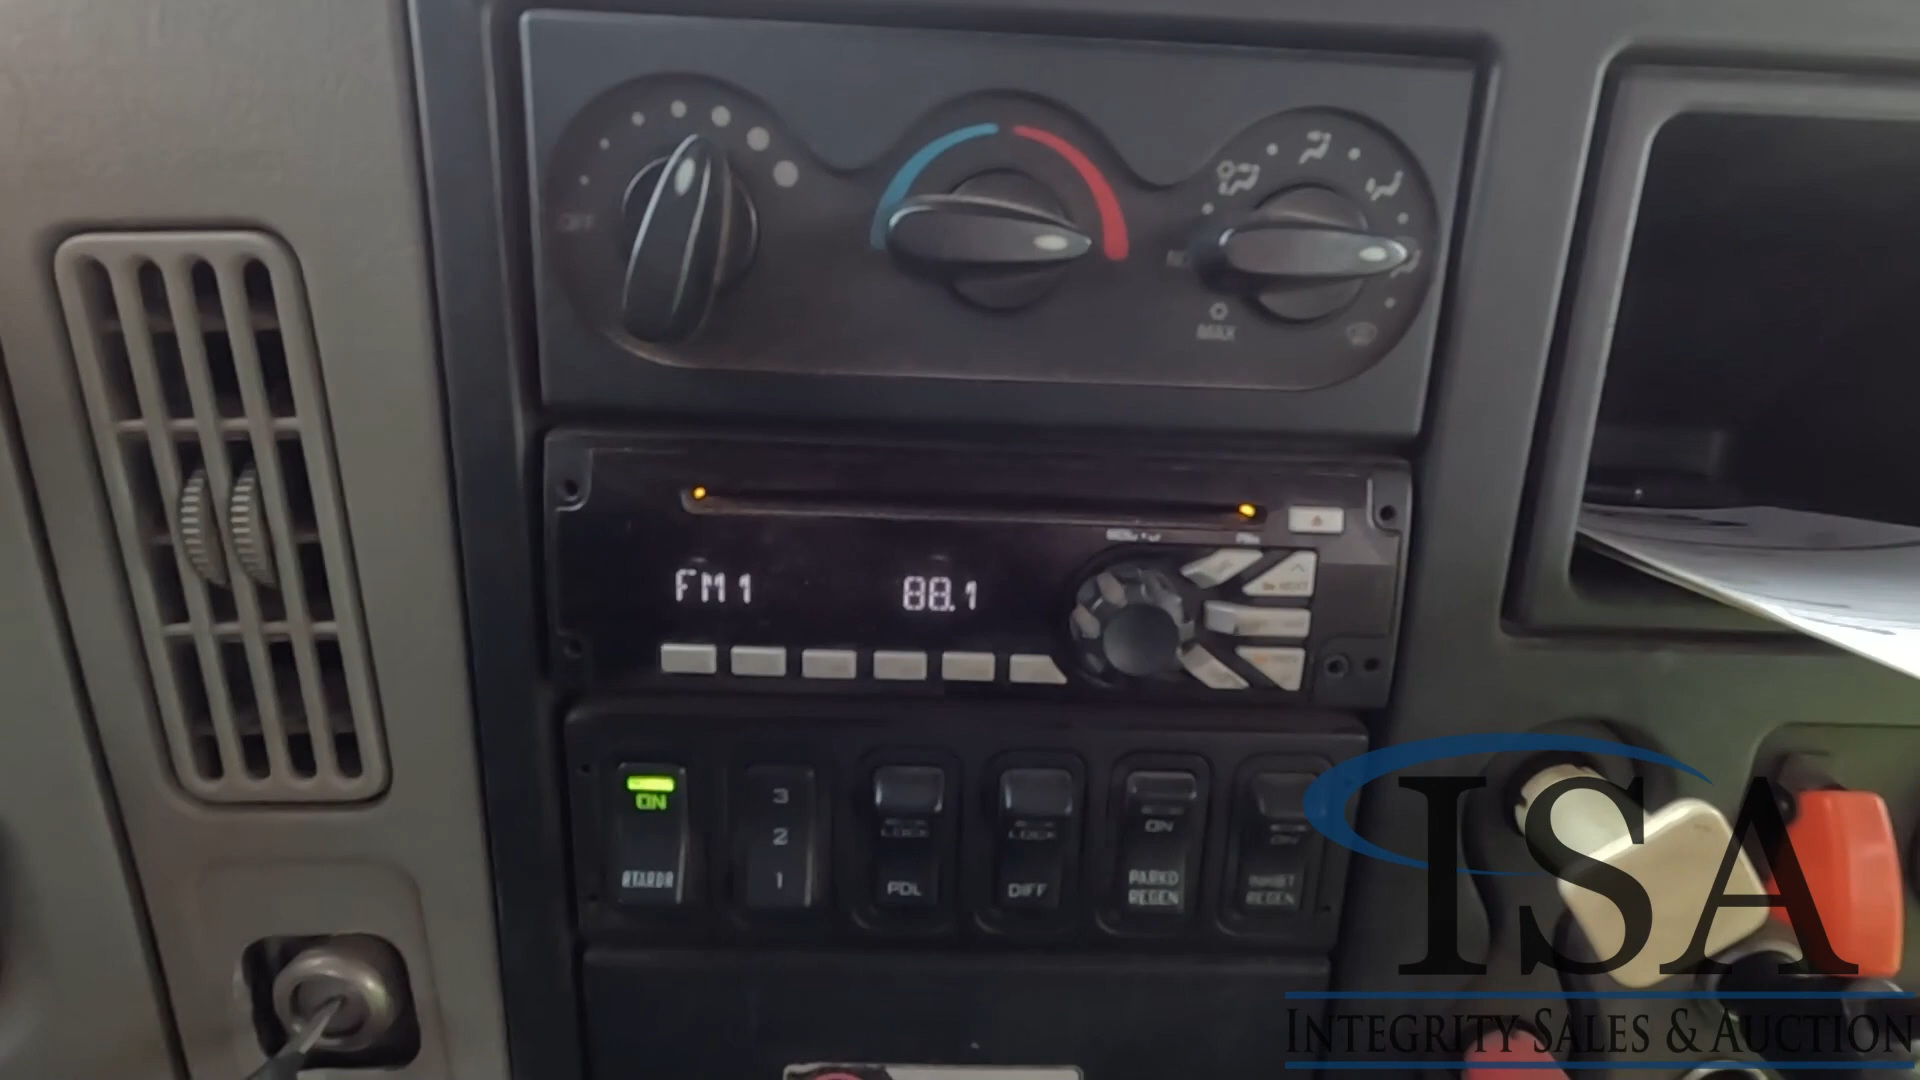 OFF
MAX
FM1 88.1
ON
RTARDR
3
2
1
LOCK
PDL
LOCK
DIFF
ON
PARKD
REGEN
ON
INHBT
REGEN
ISA
INTEGRITY SALES & AUCTION